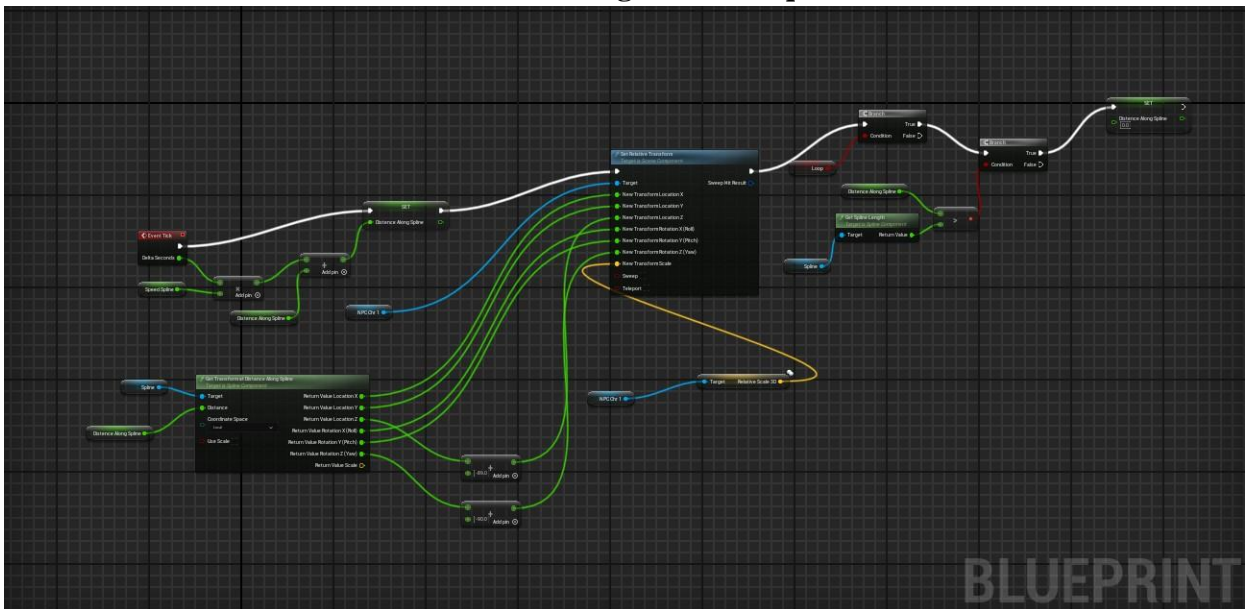 Event Tick
Delta Seconds
Speed Spline
×
Add pin
+
Add pin
Distance Along Spline
SET
Distance Along Spline
NPC Chr 1
Spline
Distance Along Spline
Get Transform at Distance Along Spline
Target is Spline Component
Target
Return Value Location X
Distance
Return Value Location Y
Coordinate Space
Return Value Location Z
Local
Return Value Rotation X (Roll)
Use Scale
Return Value Rotation Y (Pitch)
Return Value Rotation Z (Yaw)
Return Value Scale
+
Add pin
+
-90.0
Add pin
Set Relative Transform
Target is Scene Component
Target
Sweep Hit Result
New Transform Location X
New Transform Location Y
New Transform Location Z
New Transform Rotation X (Roll)
New Transform Rotation Y (Pitch)
New Transform Rotation Z (Yaw)
New Transform Scale
Sweep
Teleport
NPC Chr 1
Target
Relative Scale 3D
Loop
Branch
True
Condition
False
Distance Along Spline
Get Spline Length
Target is Spline Component
Target
Return Value
Spline
>
Branch
True
Condition
False
SET
Distance Along Spline
0.0
BLUEPRINT